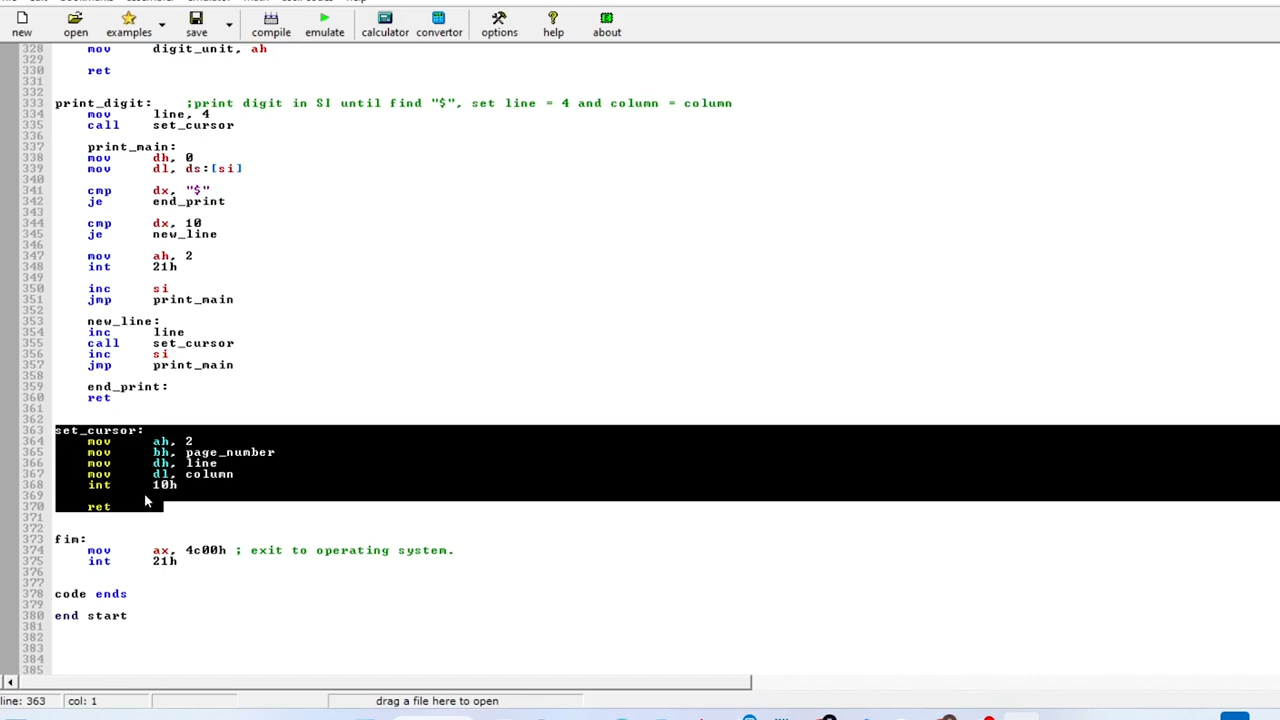 new open examples save compile emulate calculator convertor options help about
328 mov digit_unit, ah
329
330 ret
331
332
333 print_digit: ;print digit in SI until find "$", set line = 4 and column = column
334 mov line, 4
335 call set_cursor
336
337 print_main:
338 mov dh, 0
339 mov dl, ds:[si]
340
341 cmp dx, "$"
342 je end_print
343
344 cmp dx, 10
345 je new_line
346
347 mov ah, 2
348 int 21h
349
350 inc si
351 jmp print_main
352
353 new_line:
354 inc line
355 call set_cursor
356 inc si
357 jmp print_main
358
359 end_print:
360 ret
361
362
363 set_cursor:
364 mov ah, 2
365 mov bh, page_number
366 mov dh, line
367 mov dl, column
368 int 10h
369
370 ret
371
372
373 fim:
374 mov ax, 4c00h ; exit to operating system.
375 int 21h
376
377
378 code ends
379
380 end start
381
382
383
384
385
line: 363 col: 1 drag a file here to open